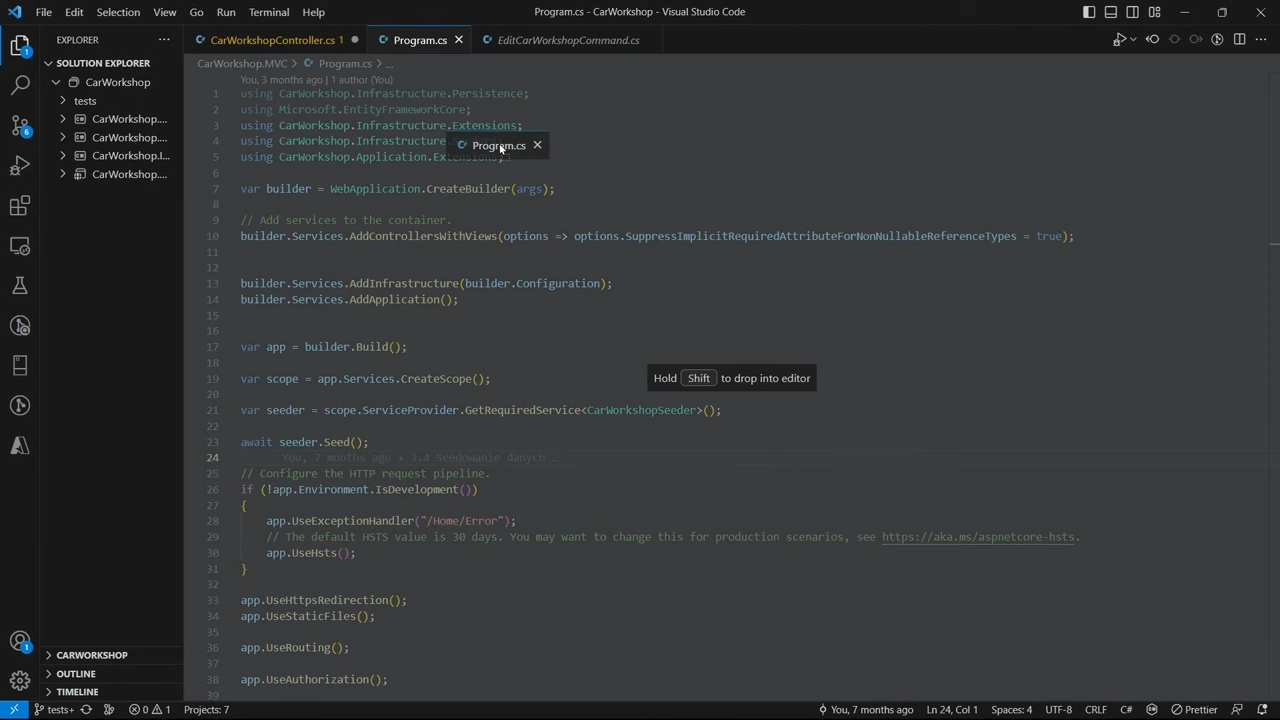 File Edit Selection View Go Run Terminal Help
Program.cs - CarWorkshop - Visual Studio Code
EXPLORER
CarWorkshopController.cs 1
Program.cs
EditCarWorkshopCommand.cs
SOLUTION EXPLORER
CarWorkshop
tests
CarWorkshop....
CarWorkshop....
CarWorkshop.I...
CarWorkshop....
CarWorkshop.MVC > Program.cs > ...
You, 3 months ago | 1 author (You)
1 using CarWorkshop.Infrastructure.Persistence;
2 using Microsoft.EntityFrameworkCore;
3 using CarWorkshop.Infrastructure.Extensions;
4 using CarWorkshop.Infrastructure.
Program.cs
5 using CarWorkshop.Application.Extensions;
6
7 var builder = WebApplication.CreateBuilder(args);
8
9 // Add services to the container.
10 builder.Services.AddControllersWithViews(options => options.SuppressImplicitRequiredAttributeForNonNullableReferenceTypes = true);
11
12
13 builder.Services.AddInfrastructure(builder.Configuration);
14 builder.Services.AddApplication();
15
16
17 var app = builder.Build();
18
Hold Shift to drop into editor
19 var scope = app.Services.CreateScope();
20
21 var seeder = scope.ServiceProvider.GetRequiredService<CarWorkshopSeeder>();
22
23 await seeder.Seed();
24 You, 7 months ago • 3.4 Seedowanie danych …
25 // Configure the HTTP request pipeline.
26 if (!app.Environment.IsDevelopment())
27 {
28 app.UseExceptionHandler("/Home/Error");
29 // The default HSTS value is 30 days. You may want to change this for production scenarios, see https://aka.ms/aspnetcore-hsts.
30 app.UseHsts();
31 }
32
33 app.UseHttpsRedirection();
34 app.UseStaticFiles();
35
36 app.UseRouting();
37
38 app.UseAuthorization();
39
CARWORKSHOP
OUTLINE
TIMELINE
1
6
1
tests+ 0 1 Projects: 7
You, 7 months ago Ln 24, Col 1 Spaces: 4 UTF-8 CRLF C# Prettier